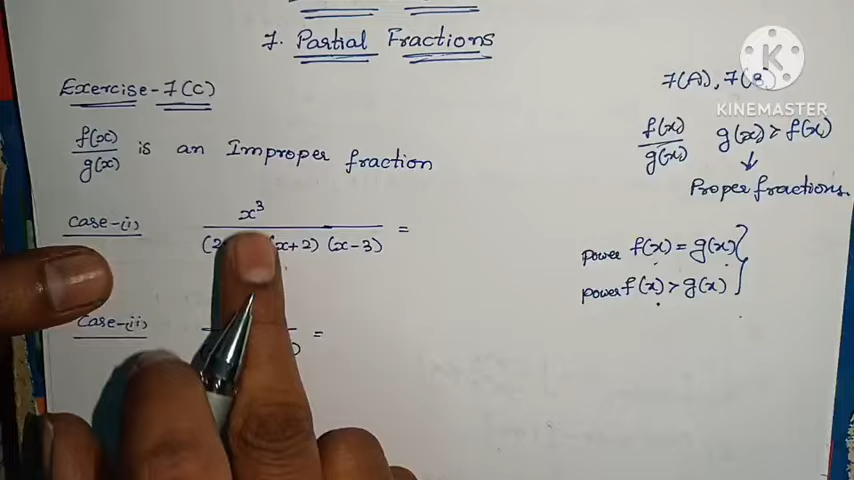 7. Partial Fractions
Exercise-7(C)
f(x)/g(x) is an Improper fraction
Case-(i) x³/(2 (x+2) (x-3) =
Case-(ii) =
7(A), 7(B)
KINEMASTER
f(x)/g(x) g(x) > f(x)
↓
Proper fractions.
power f(x) = g(x) }
power f(x) > g(x)